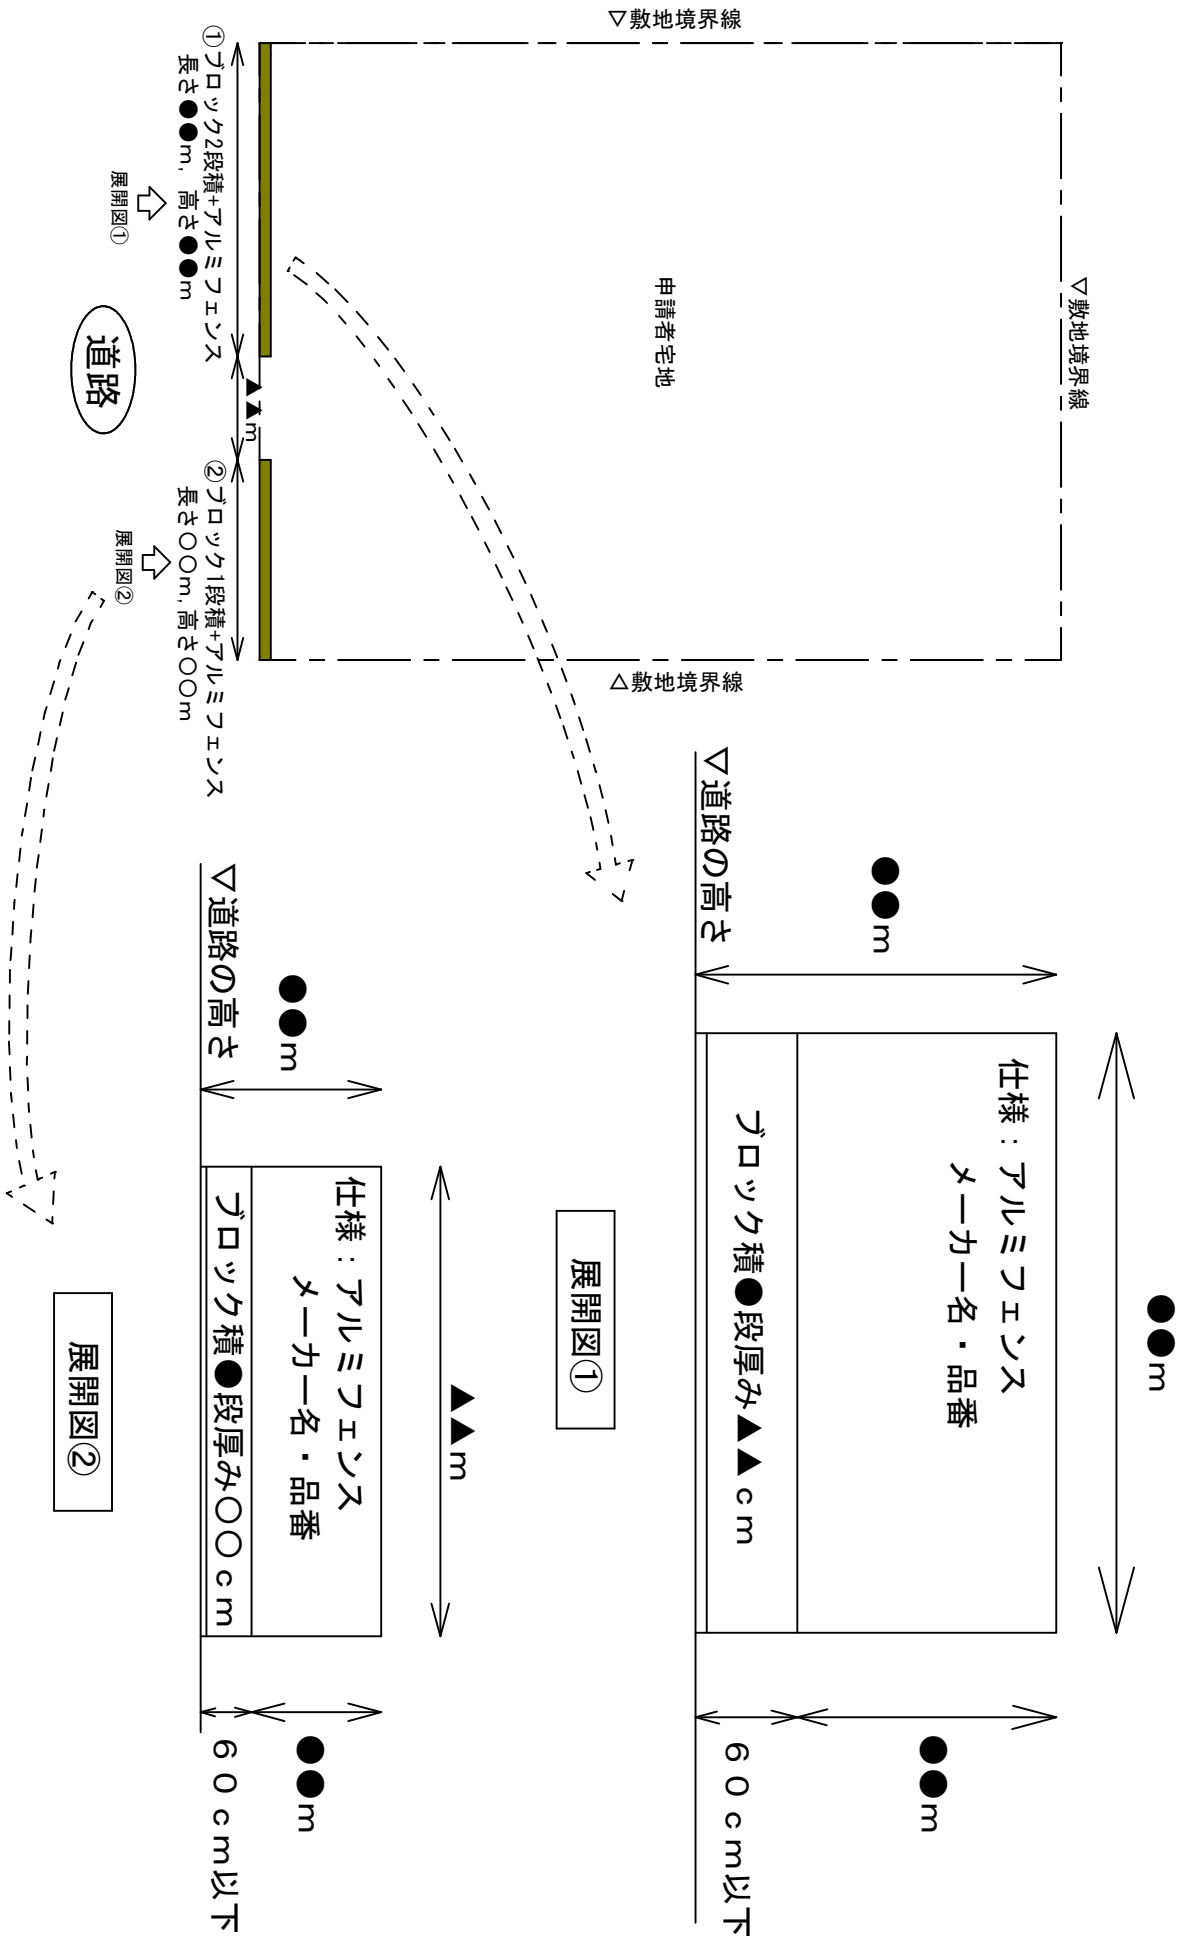 ▽敷地境界線
▽敷地境界線
申請者宅地
△敷地境界線
▲▲m
①ブロック2段積+アルミフェンス
長さ●●m, 高さ●●m
展開図①
②ブロック1段積+アルミフェンス
長さ〇〇m, 高さ〇〇m
展開図②
道路
●●m
仕様：アルミフェンス
メーカー名・品番
●●m
●●m
ブロック積●段厚み▲▲cm
▽道路の高さ
60cm以下
展開図①
▲▲m
仕様：アルミフェンス
メーカー名・品番
●●m
●●m
ブロック積●段厚み〇〇cm
▽道路の高さ
60cm以下
展開図②